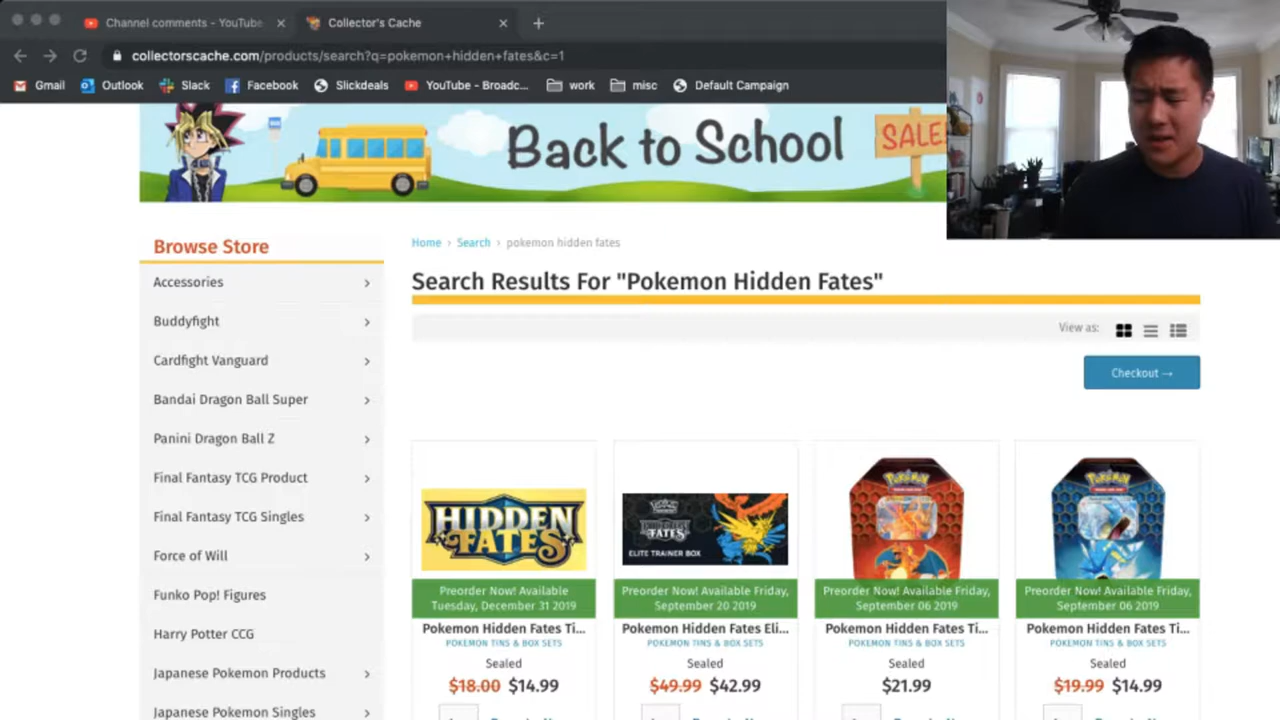 Channel comments - YouTube
Collector's Cache
collectorscache.com/products/search?q=pokemon+hidden+fates&c=1
Gmail
Outlook
Slack
Facebook
Slickdeals
YouTube - Broadc...
work
misc
Default Campaign
Back to School
SALE
Browse Store
Accessories
Buddyfight
Cardfight Vanguard
Bandai Dragon Ball Super
Panini Dragon Ball Z
Final Fantasy TCG Product
Final Fantasy TCG Singles
Force of Will
Funko Pop! Figures
Harry Potter CCG
Japanese Pokemon Products
Japanese Pokemon Singles
Home › Search › pokemon hidden fates
Search Results For "Pokemon Hidden Fates"
View as:
Checkout →
HIDDEN
FATES
Preorder Now! Available
Tuesday, December 31 2019
Pokemon Hidden Fates Ti...
POKEMON TINS & BOX SETS
Sealed
$18.00 $14.99
HIDDEN
FATES
ELITE TRAINER BOX
Preorder Now! Available Friday,
September 20 2019
Pokemon Hidden Fates Eli...
POKEMON TINS & BOX SETS
Sealed
$49.99 $42.99
POKÉMON
Preorder Now! Available Friday,
September 06 2019
Pokemon Hidden Fates Ti...
POKEMON TINS & BOX SETS
Sealed
$21.99
POKÉMON
Preorder Now! Available Friday,
September 06 2019
Pokemon Hidden Fates Ti...
POKEMON TINS & BOX SETS
Sealed
$19.99 $14.99